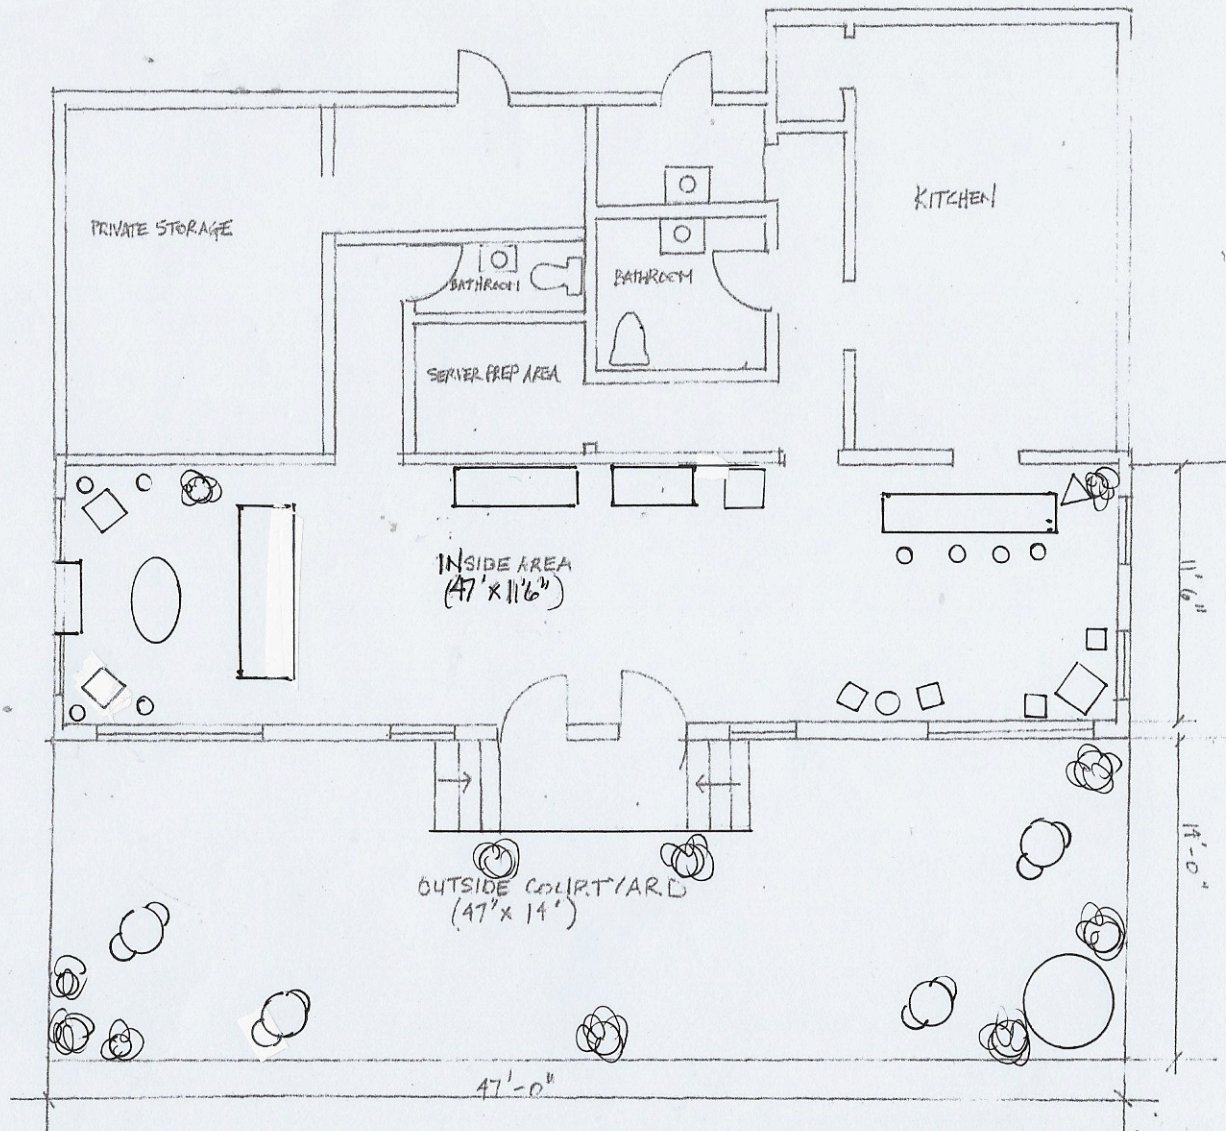 KITCHEN
PRIVATE STORAGE
BATHROOM
BATHROOM
SERVER PREP AREA
INSIDE AREA
(47' x 11'6")
11'6"
OUTSIDE COURTYARD
(47' x 14')
14'-0"
47'-0"